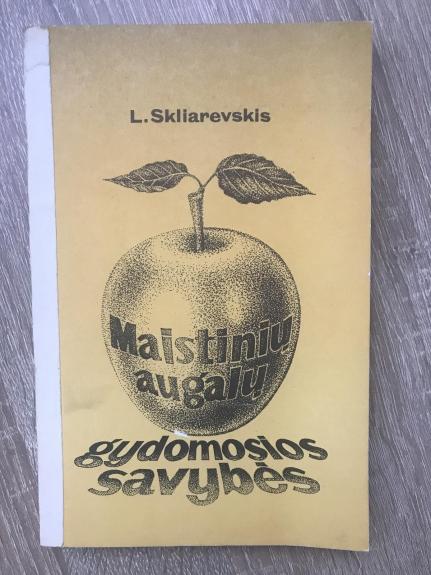 L. Skliarevskis
Maistinių
augalų
gydomosios
savybės